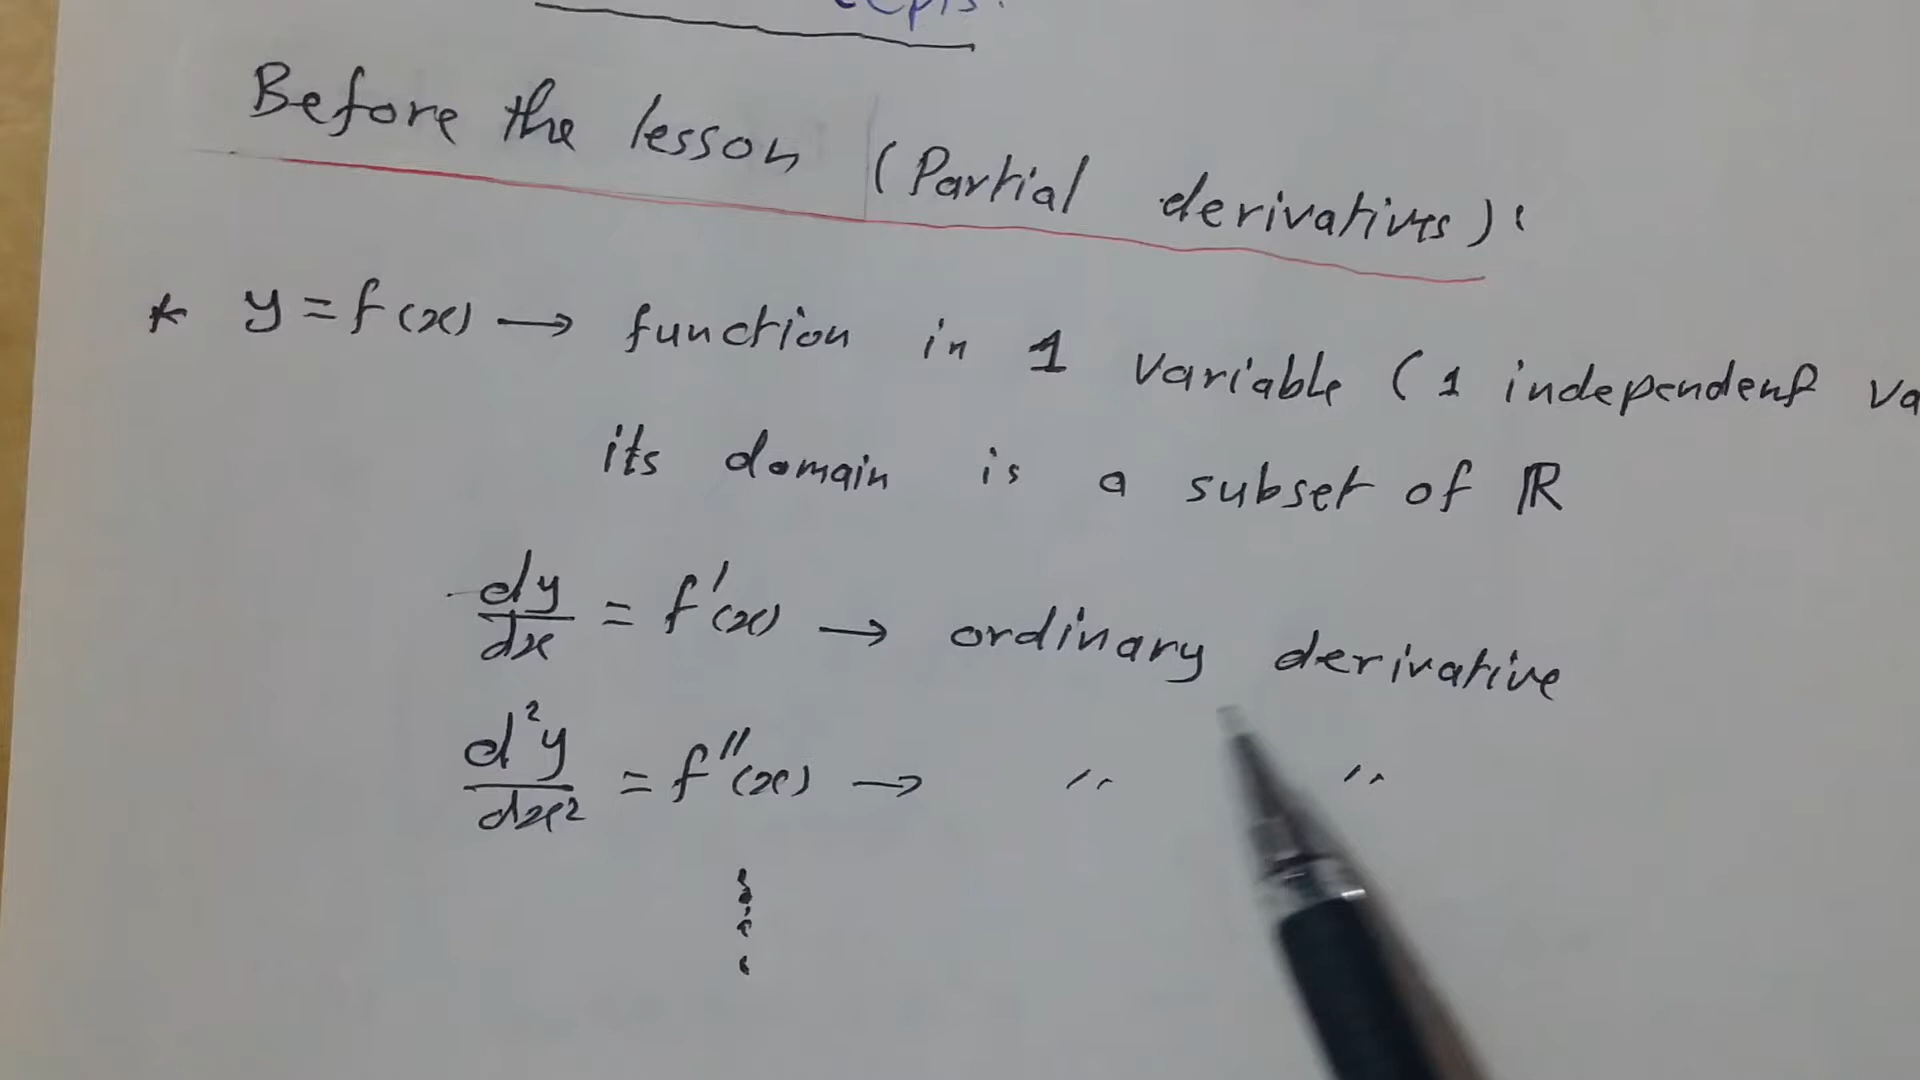 Before the lesson (Partial derivatives):
* y = f(x) → function in 1 variable (1 independent va
its domain is a subset of ℝ
dy/dx = f'(x) → ordinary derivative
d²y/dx² = f''(x) → " "
⋮